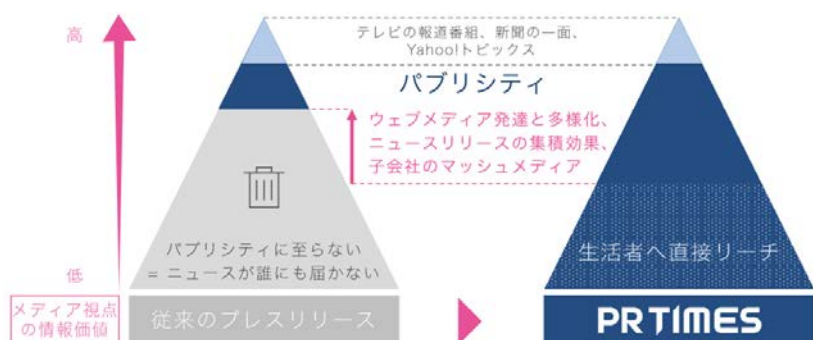 高
テレビの報道番組、新聞の一面、
Yahoo!トピックス
パブリシティ
ウェブメディア発達と多様化、
ニュースリリースの集積効果、
子会社のマッシュメディア
パブリシティに至らない
= ニュースが誰にも届かない
生活者へ直接リーチ
低
メディア視点
の情報価値
従来のプレスリリース
PR TIMES